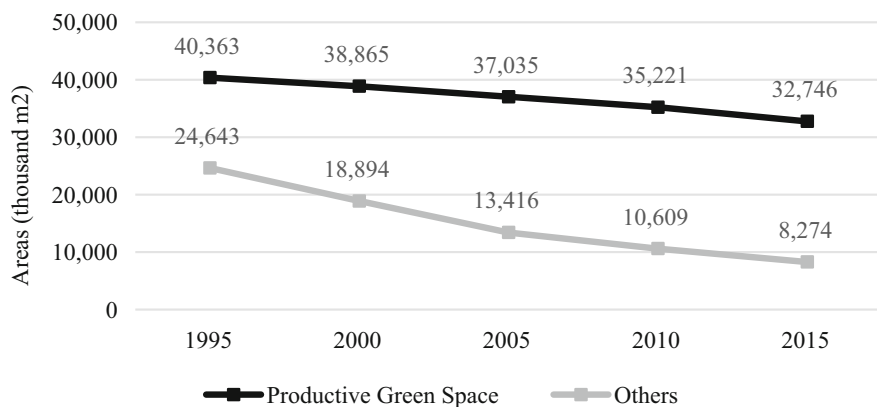 50,000
40,363 38,865 37,035 35,221 32,746
40,000
30,000
24,643
18,894
20,000
13,416
10,609
8,274
10,000
0
Areas (thousand m2)
1995 2000 2005 2010 2015
Productive Green Space Others